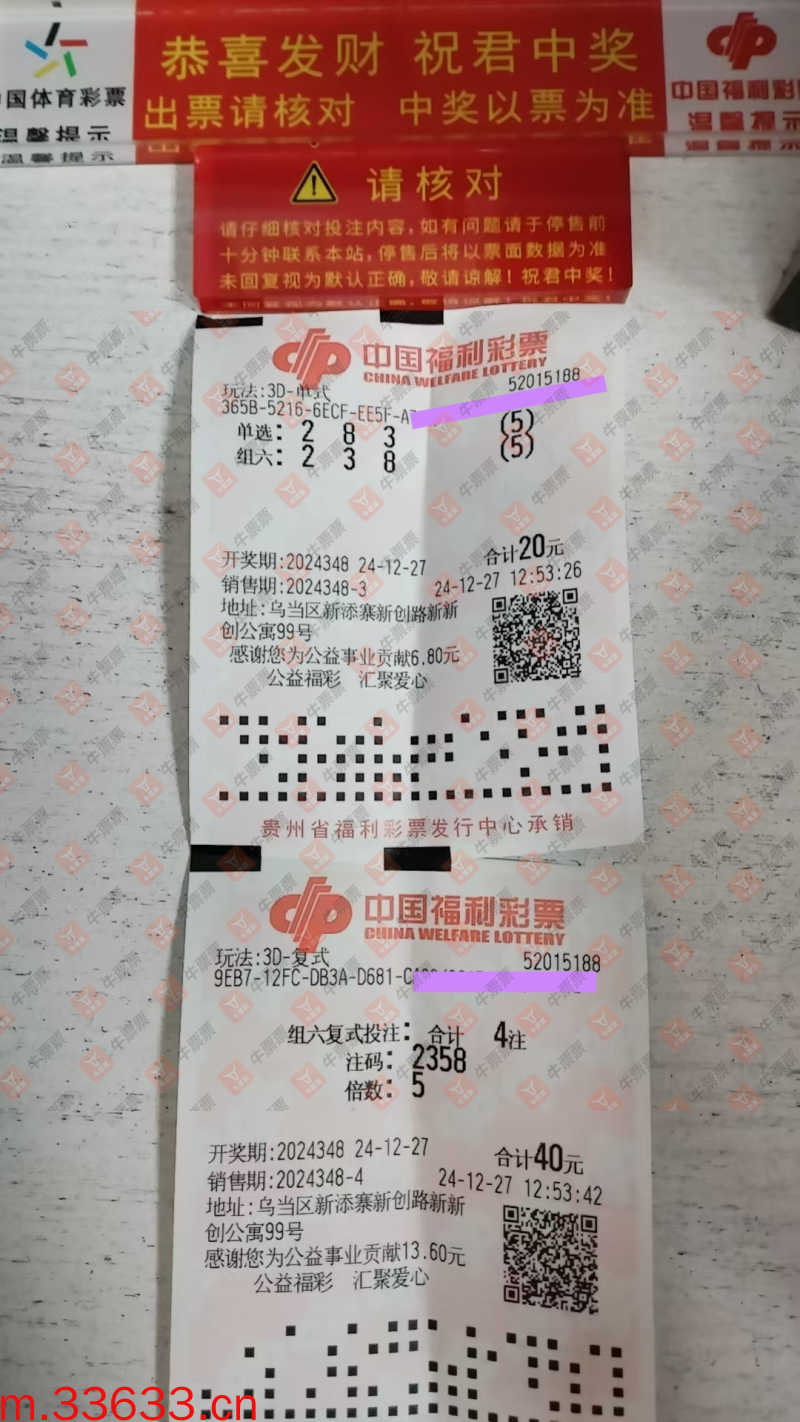 恭喜发财 祝君中奖
中国体育彩票
出票请核对 中奖以票为准
中国福利彩
温馨提示
温馨提示
请核对
请仔细核对投注内容,如有问题请于停售前
十分钟联系本站,停售后将以票面数据为准
未回复视为默认正确,敬请谅解!祝君中奖!
中国福利彩票
CHINA WELFARE LOTTERY
玩法:3D-单式
52015188
365B-5216-6ECF-EE5F-A
单选: 2 8 3 (5)
组六: 2 3 8 (5)
开奖期:2024348 24-12-27 合计20元
销售期:2024348-3 24-12-27 12:53:26
地址:乌当区新添寨新创路新新
创公寓99号
感谢您为公益事业贡献6.80元
公益福彩 汇聚爱心
贵州省福利彩票发行中心承销
中国福利彩票
CHINA WELFARE LOTTERY
玩法:3D-复式 52015188
9EB7-12FC-DB3A-D681-C
组六复式投注: 合计 4注
注码: 2358
倍数: 5
开奖期:2024348 24-12-27 合计40元
销售期:2024348-4 24-12-27 12:53:42
地址:乌当区新添寨新创路新新
创公寓99号
感谢您为公益事业贡献13.60元
公益福彩 汇聚爱心
牛票票
m.33633.cn